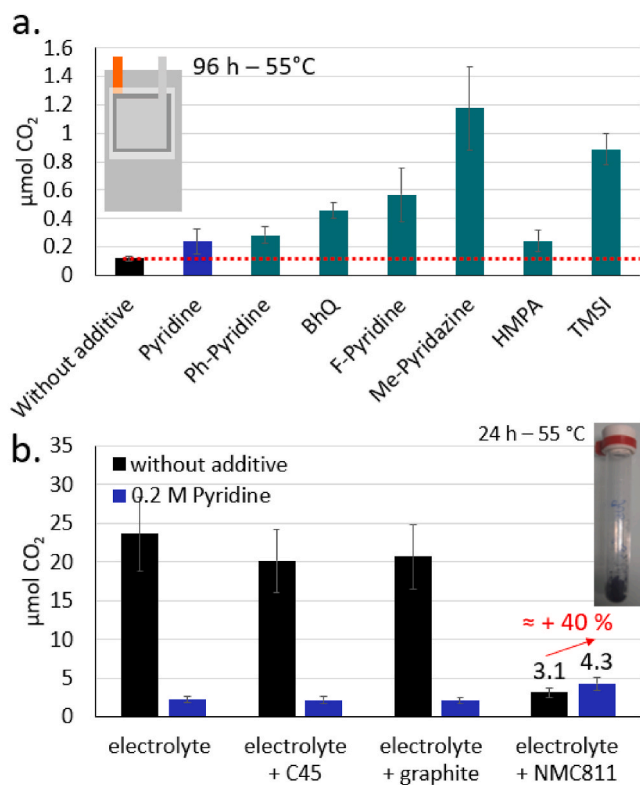 a.
1.6
1.4
1.2
1
0.8
0.6
0.4
0.2
0
µmol CO₂
96 h – 55°C
Without additive
Pyridine
Ph-Pyridine
BhQ
F-Pyridine
Me-Pyridazine
HMPA
TMSI
b.
24 h – 55 °C
35
30
25
20
15
10
5
0
µmol CO₂
without additive
0.2 M Pyridine
≈ + 40 %
3.1
4.3
electrolyte
electrolyte
+ C45
electrolyte
+ graphite
electrolyte
+ NMC811